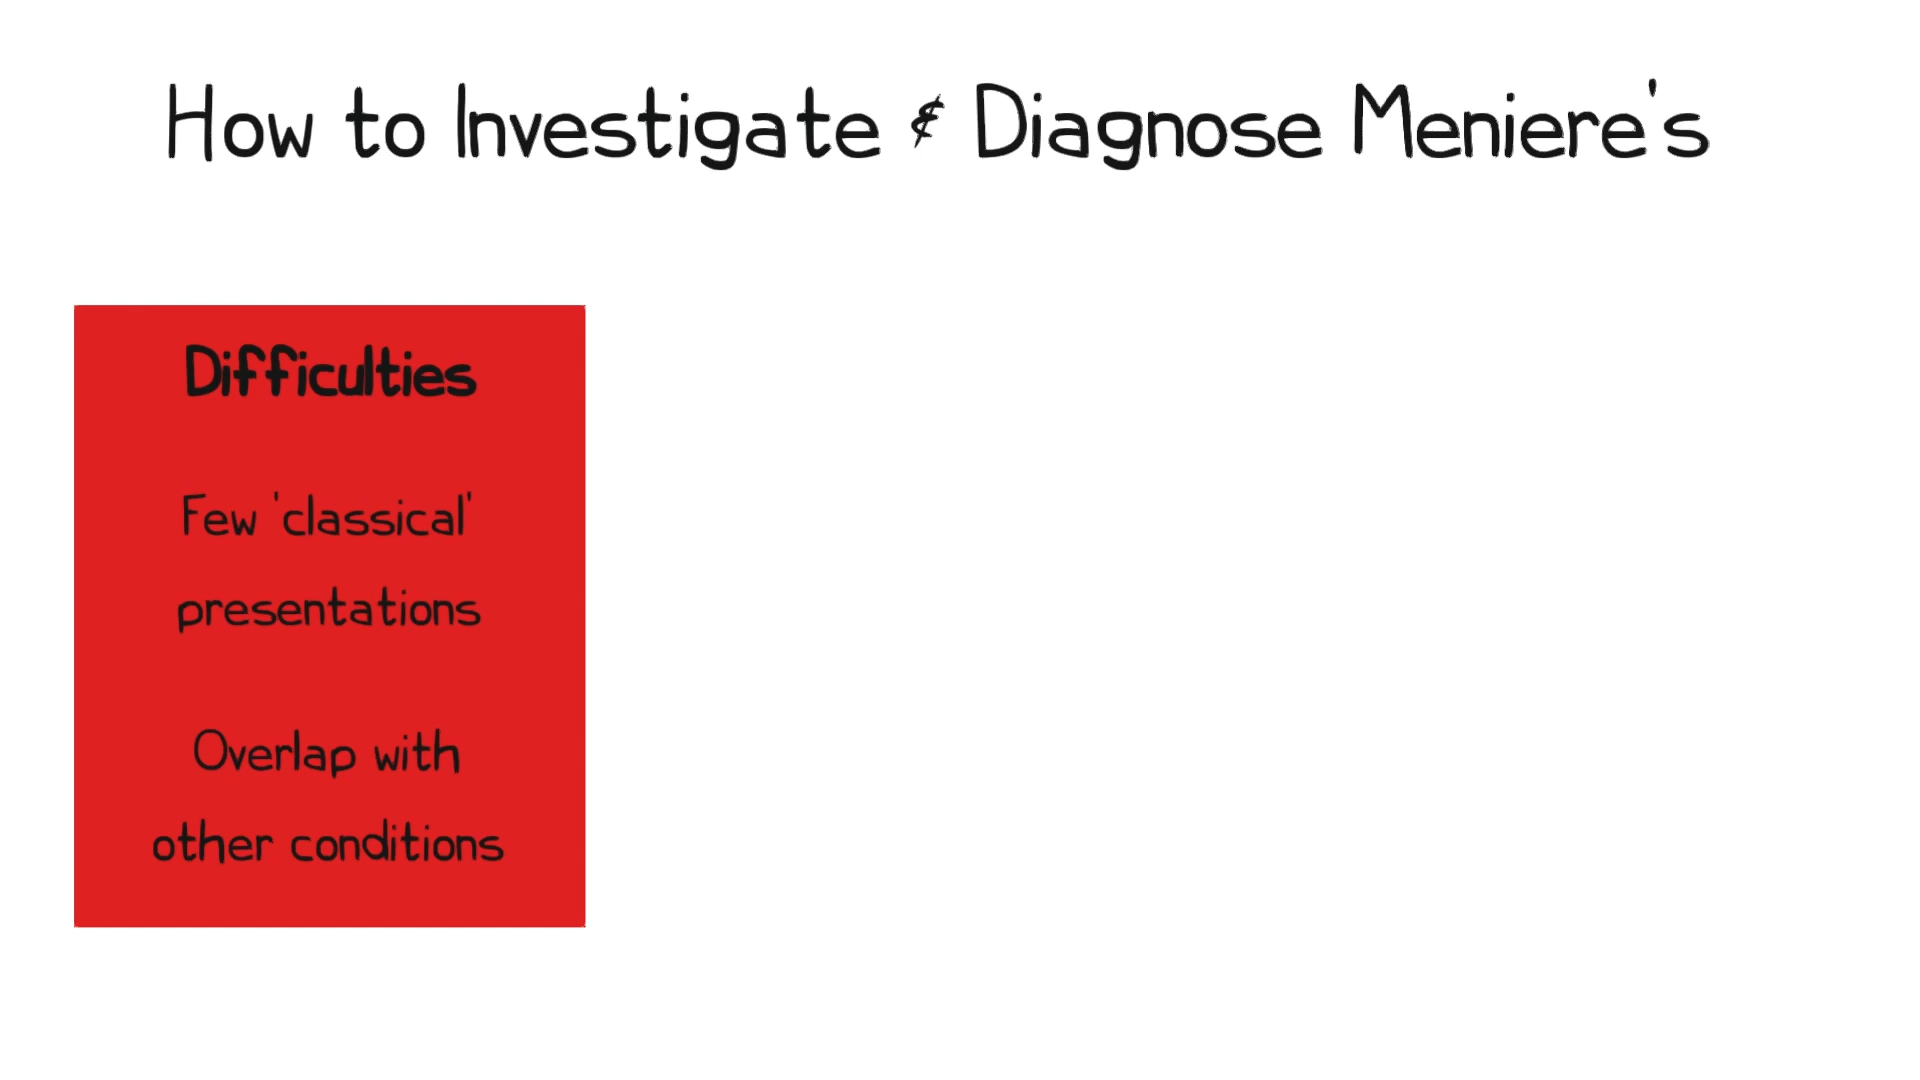 How to Investigate & Diagnose Meniere's
Difficulties
Few 'classical'
presentations
Overlap with
other conditions